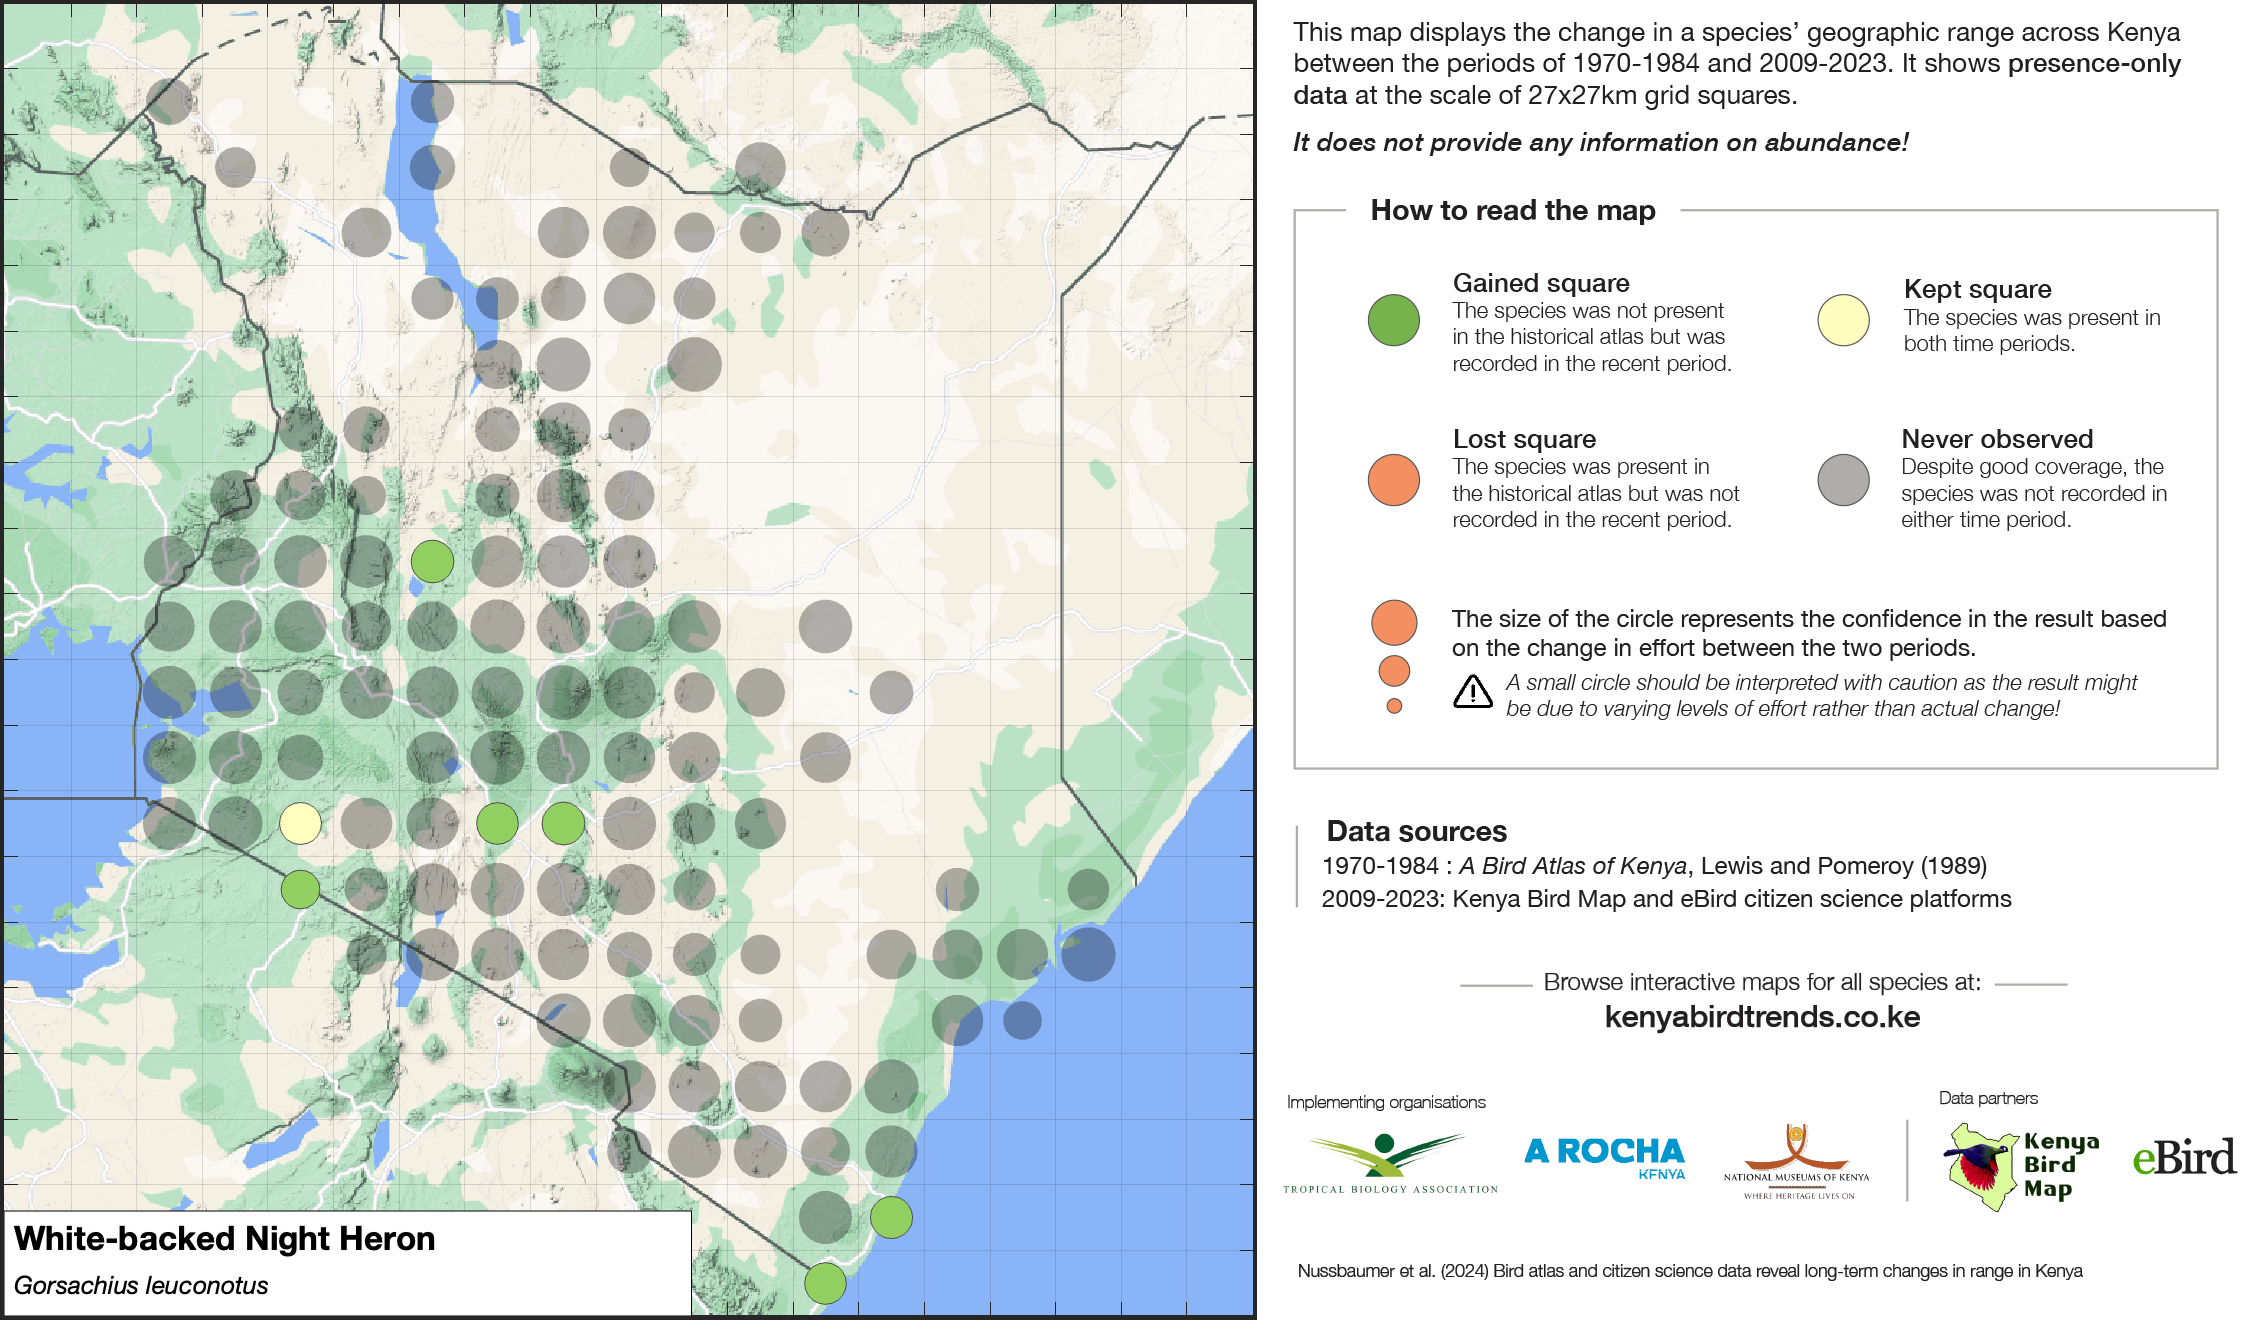 This map displays the change in a species’ geographic range across Kenya
between the periods of 1970-1984 and 2009-2023. It shows presence-only
data at the scale of 27x27km grid squares.
It does not provide any information on abundance!
How to read the map
Gained square
The species was not present
in the historical atlas but was
recorded in the recent period.
Kept square
The species was present in
both time periods.
Lost square
The species was present in
the historical atlas but was not
recorded in the recent period.
Never observed
Despite good coverage, the
species was not recorded in
either time period.
The size of the circle represents the confidence in the result based
on the change in effort between the two periods.
A small circle should be interpreted with caution as the result might
be due to varying levels of effort rather than actual change!
Data sources
1970-1984 : A Bird Atlas of Kenya, Lewis and Pomeroy (1989)
2009-2023: Kenya Bird Map and eBird citizen science platforms
Browse interactive maps for all species at:
kenyabirdtrends.co.ke
Implementing organisations
Data partners
TROPICAL BIOLOGY ASSOCIATION
A ROCHA
KENYA
NATIONAL MUSEUMS OF KENYA
WHERE HERITAGE LIVES ON
Kenya
Bird
Map
eBird
White-backed Night Heron
Gorsachius leuconotus
Nussbaumer et al. (2024) Bird atlas and citizen science data reveal long-term changes in range in Kenya